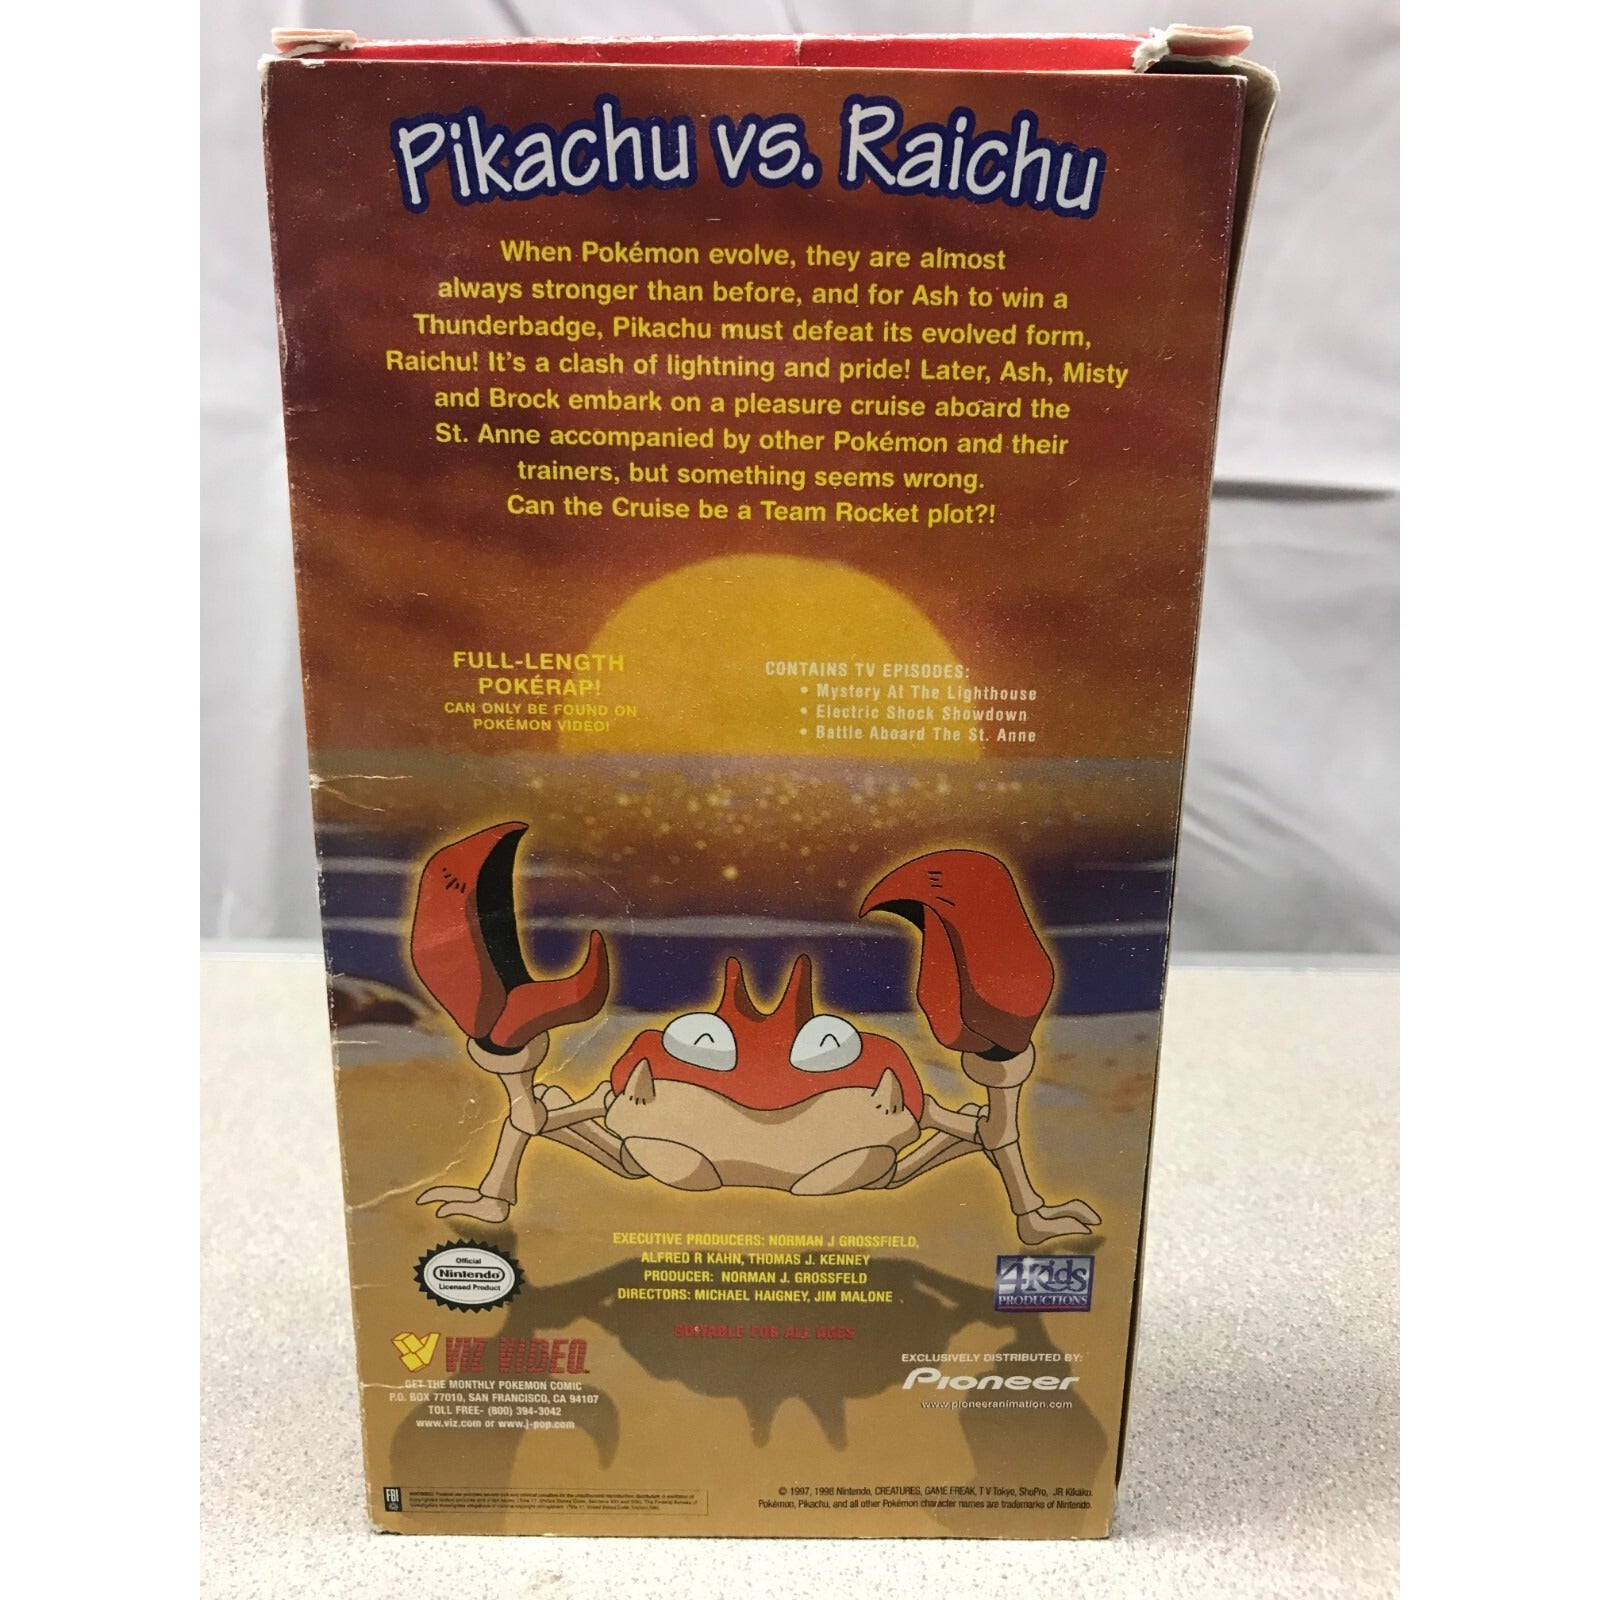 Pikachu vs. Raichu
When Pokémon evolve, they are almost
always stronger than before, and for Ash to win a
Thunderbadge, Pikachu must defeat its evolved form,
Raichu! It's a clash of lightning and pride! Later, Ash, Misty
and Brock embark on a pleasure cruise aboard the
St. Anne accompanied by other Pokémon and their
trainers, but something seems wrong.
Can the Cruise be a Team Rocket plot?!
FULL-LENGTH
POKÉRAP!
CAN ONLY BE FOUND ON
POKÉMON VIDEO!
CONTAINS TV EPISODES:
• Mystery At The Lighthouse
• Electric Shock Showdown
• Battle Aboard The St. Anne
EXECUTIVE PRODUCERS: NORMAN J GROSSFIELD,
ALFRED R KAHN, THOMAS J. KENNEY
PRODUCER: NORMAN J. GROSSFELD
DIRECTORS: MICHAEL HAIGNEY, JIM MALONE
SUITABLE FOR ALL AGES
Official
Nintendo
Licensed Product
4Kids
PRODUCTIONS
VIZ VIDEO
GET THE MONTHLY POKEMON COMIC
P.O. BOX 77010, SAN FRANCISCO, CA 94107
TOLL FREE- (800) 394-3042
www.viz.com or www.j-pop.com
EXCLUSIVELY DISTRIBUTED BY:
Pioneer
www.pioneeranimation.com
FBI
© 1997, 1998 Nintendo, CREATURES, GAME FREAK, T V Tokyo, ShoPro, JR Kikaku.
Pokémon, Pikachu, and all other Pokémon character names are trademarks of Nintendo.